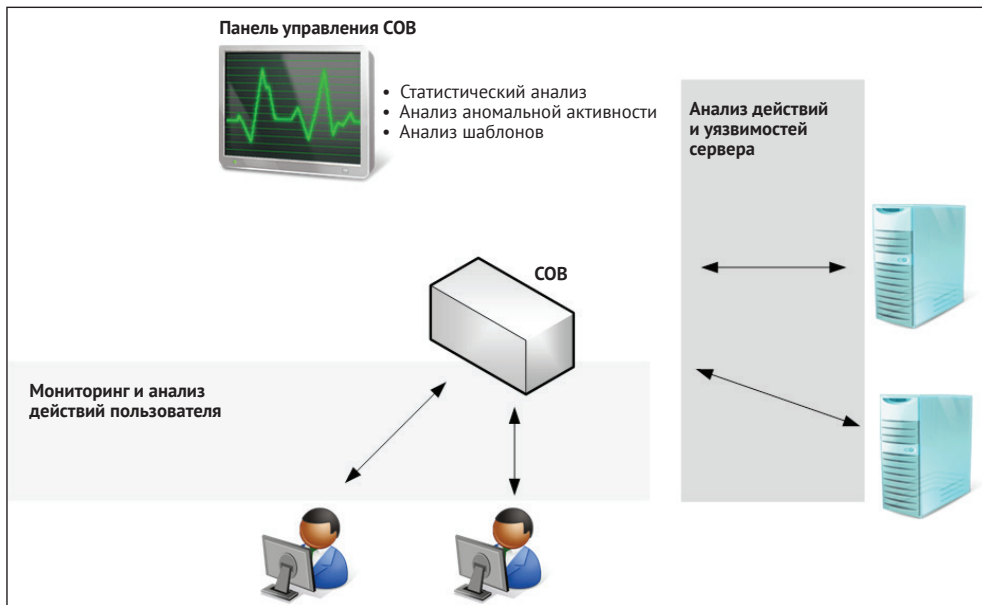 Панель управления СОВ
• Статистический анализ
• Анализ аномальной активности
• Анализ шаблонов
Анализ действий
и уязвимостей
сервера
СОВ
Мониторинг и анализ
действий пользователя